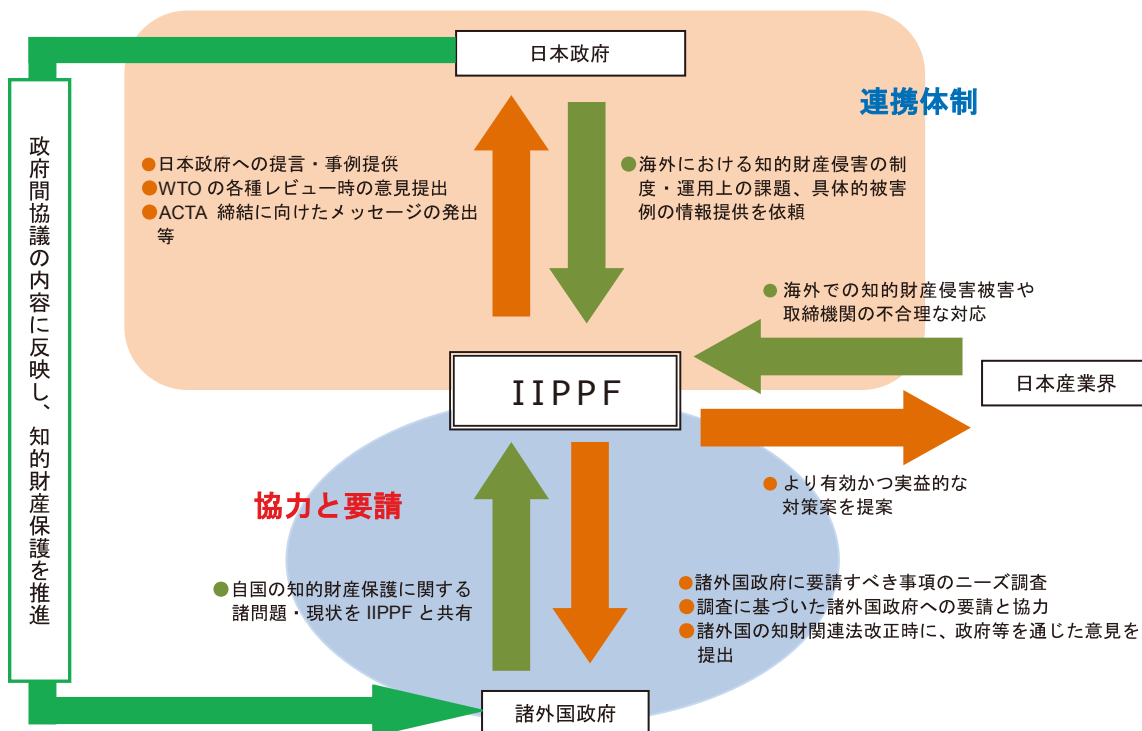 日本政府
連携体制
政府間協議の内容に反映し、知的財産保護を推進
●日本政府への提言・事例提供
●WTO の各種レビュー時の意見提出
●ACTA 締結に向けたメッセージの発出
等
●海外における知的財産侵害の制
度・運用上の課題、具体的被害
例の情報提供を依頼
●海外での知的財産侵害被害や
取締機関の不合理な対応
IIPPF
日本産業界
●より有効かつ実益的な
対策案を提案
協力と要請
●自国の知的財産保護に関する
諸問題・現状を IIPPF と共有
●諸外国政府に要請すべき事項のニーズ調査
●調査に基づいた諸外国政府への要請と協力
●諸外国の知財関連法改正時に、政府等を通じた意見を
提出
諸外国政府